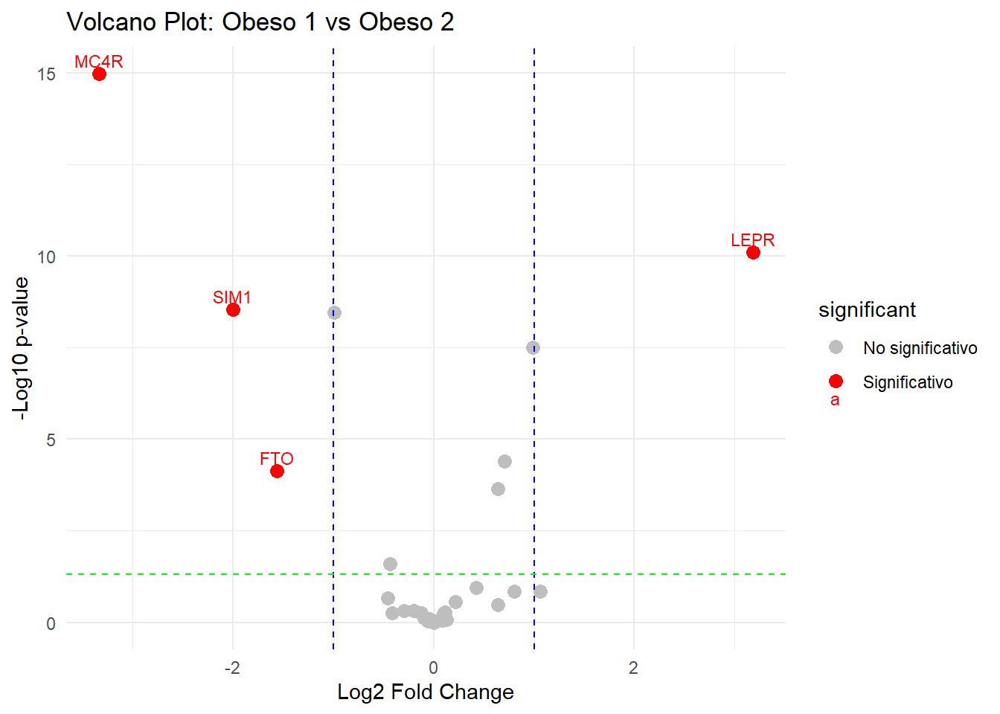 Volcano Plot: Obeso 1 vs Obeso 2
MC4R
15
LEPR
10
SIM1
significant
No significativo
Significativo
a
-Log10 p-value
5
FTO
0
-2
0
2
Log2 Fold Change